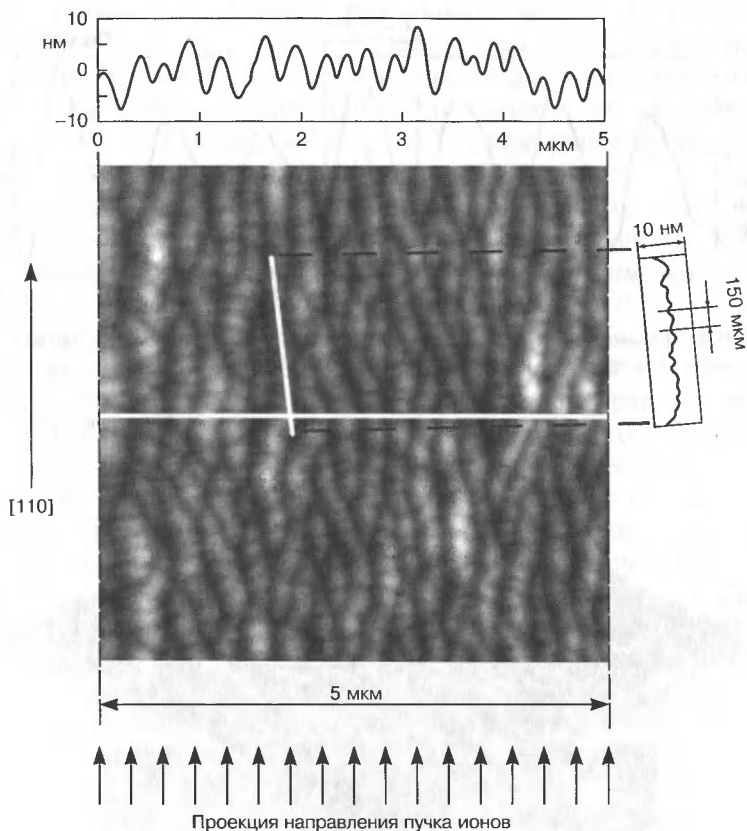 10
нм
0
−10
0 1 2 3 4 5
мкм
10 нм
150 мкм
[110]
5 мкм
Проекция направления пучка ионов